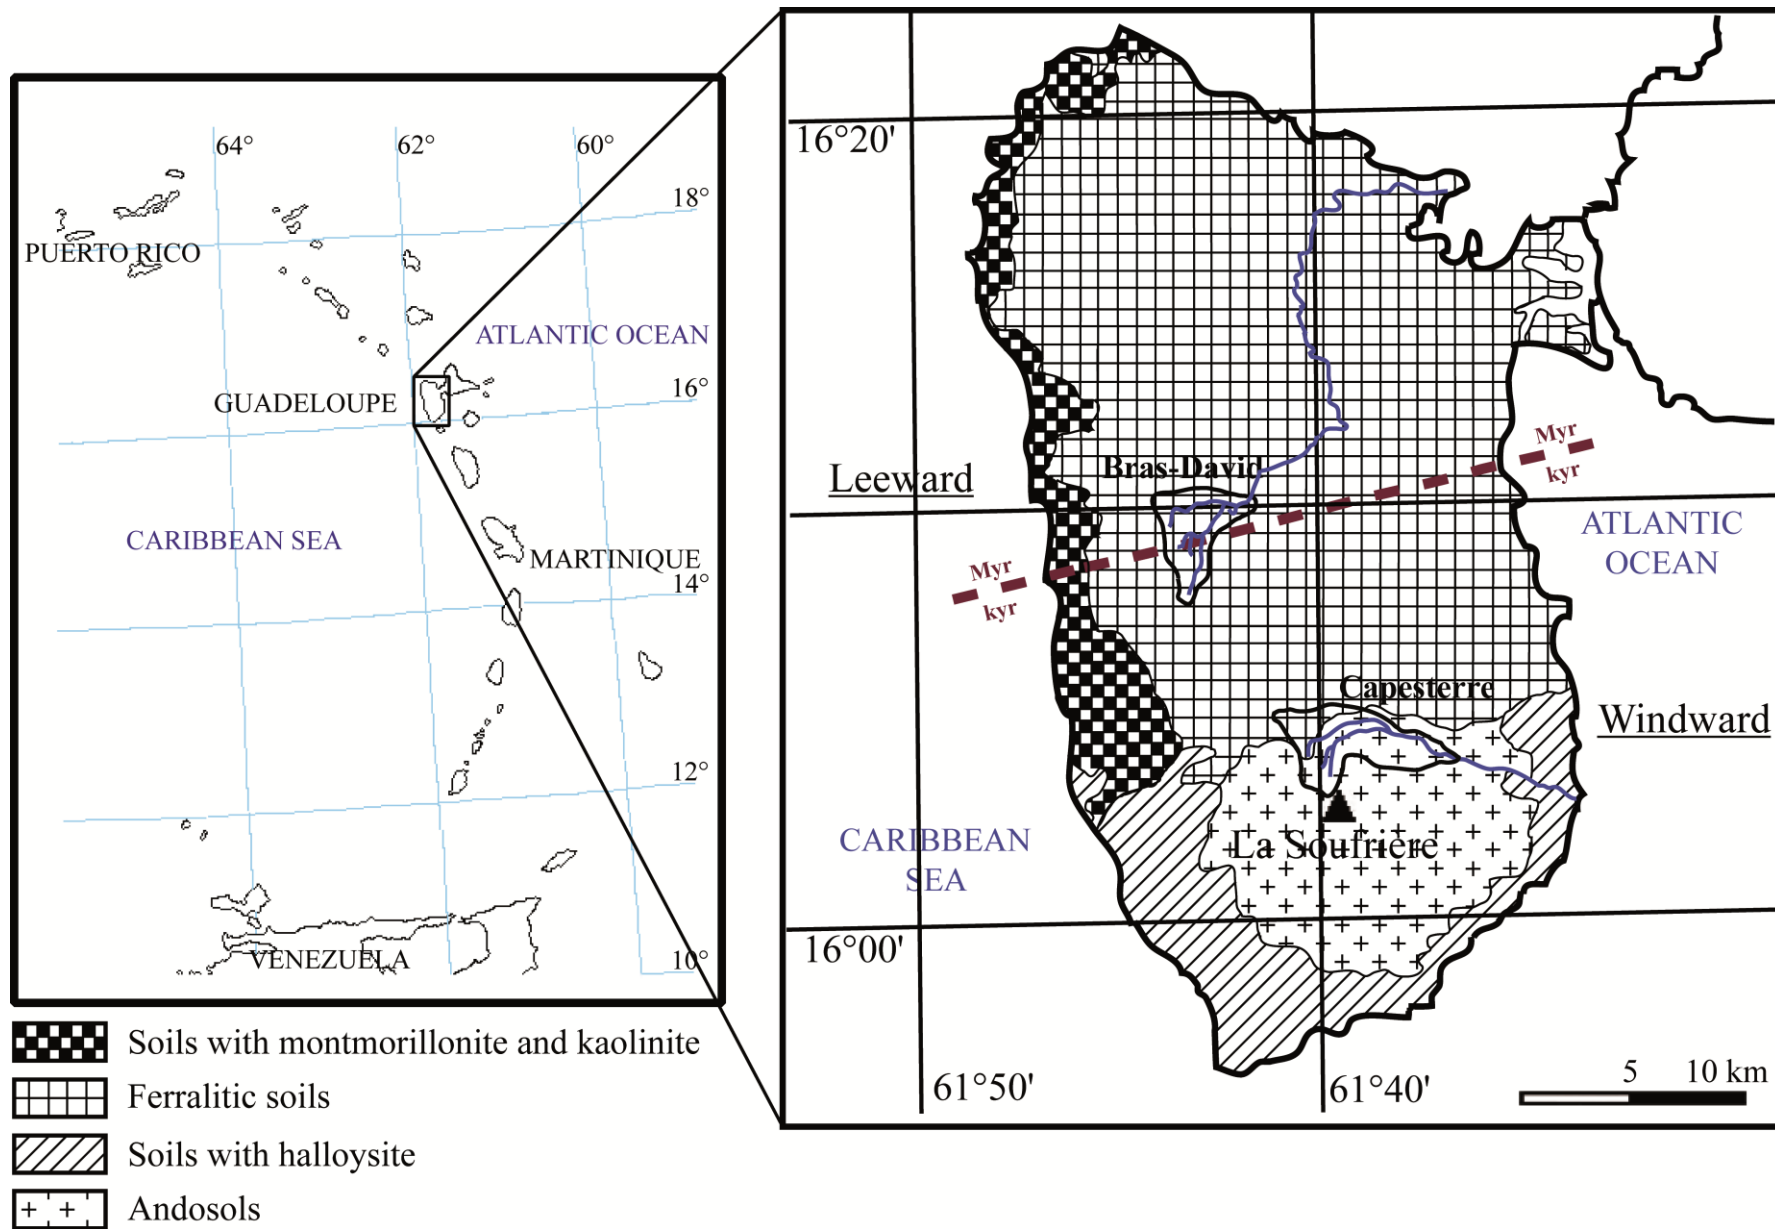 64°
62°
60°
18°
PUERTO RICO
ATLANTIC OCEAN
16°
GUADELOUPE
CARIBBEAN SEA
MARTINIQUE
14°
12°
VENEZUELA
10°
16°20'
Myr
kyr
Bras-David
Leeward
ATLANTIC
OCEAN
Myr
kyr
Capesterre
Windward
La Soufrière
CARIBBEAN
SEA
16°00'
61°50'
61°40'
5
10 km
Soils with montmorillonite and kaolinite
Ferralitic soils
Soils with halloysite
Andosols